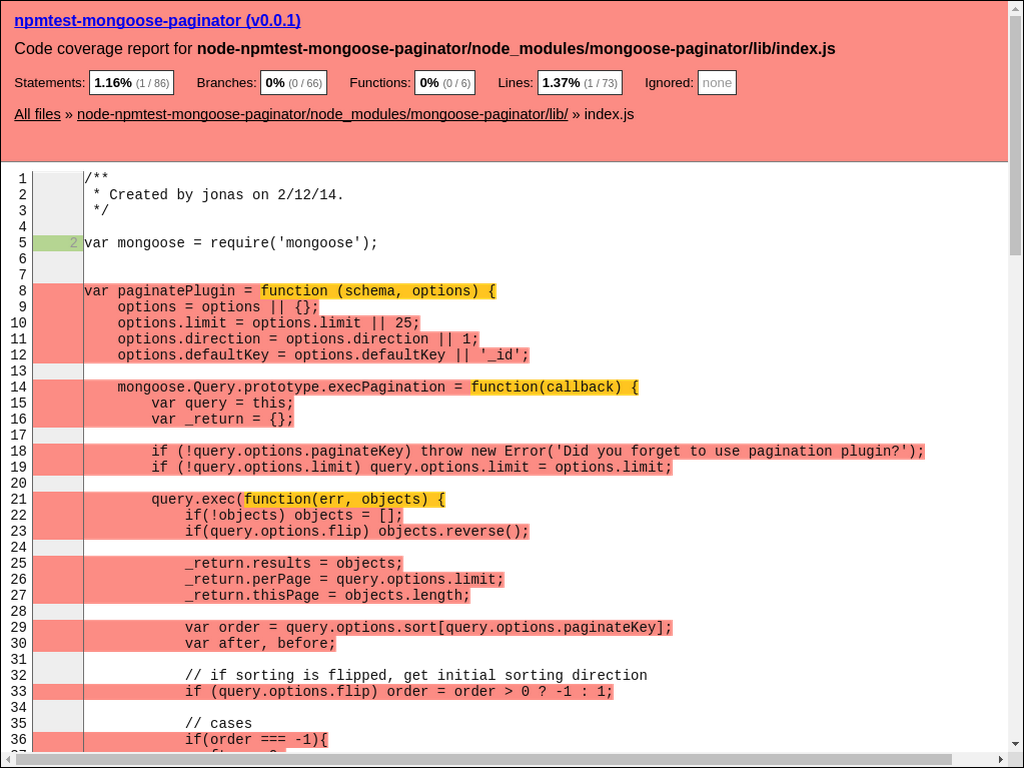 npmtest-mongoose-paginator (v0.0.1)
Code coverage report for node-npmtest-mongoose-paginator/node_modules/mongoose-paginator/lib/index.js
Statements: 1.16% (1 / 86) Branches: 0% (0 / 66) Functions: 0% (0 / 6) Lines: 1.37% (1 / 73) Ignored: none
All files » node-npmtest-mongoose-paginator/node_modules/mongoose-paginator/lib/ » index.js
1 /**
2  * Created by jonas on 2/12/14.
3  */
4
5 2 var mongoose = require('mongoose');
6
7
8 var paginatePlugin = function (schema, options) {
9     options = options || {};
10     options.limit = options.limit || 25;
11     options.direction = options.direction || 1;
12     options.defaultKey = options.defaultKey || '_id';
13
14     mongoose.Query.prototype.execPagination = function(callback) {
15         var query = this;
16         var _return = {};
17
18         if (!query.options.paginateKey) throw new Error('Did you forget to use pagination plugin?');
19         if (!query.options.limit) query.options.limit = options.limit;
20
21         query.exec(function(err, objects) {
22             if(!objects) objects = [];
23             if(query.options.flip) objects.reverse();
24
25             _return.results = objects;
26             _return.perPage = query.options.limit;
27             _return.thisPage = objects.length;
28
29             var order = query.options.sort[query.options.paginateKey];
30             var after, before;
31
32             // if sorting is flipped, get initial sorting direction
33             if (query.options.flip) order = order > 0 ? -1 : 1;
34
35             // cases
36             if(order === -1){